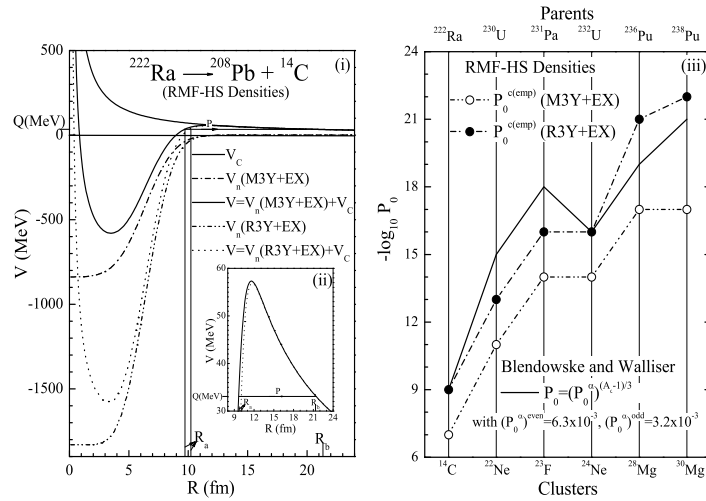 ²²²Ra → ²⁰⁸Pb + ¹⁴C (i)
(RMF-HS Densities)
500
0
-500
-1000
-1500
Q(MeV)
V (MeV)
P
V_C
V_n(M3Y+EX)
V=V_n(M3Y+EX)+V_C
V_n(R3Y+EX)
V=V_n(R3Y+EX)+V_C
(ii)
60
50
40
30
V (MeV)
Q(MeV)
P
R_a
R_b
9 12 15 18 21 24
R (fm)
R_a
R_b
0 5 10 15 20
R (fm)
Parents
²²²Ra ²³⁰U ²³¹Pa ²³²U ²³⁶Pu ²³⁸Pu
24
21
18
15
12
9
6
-log₁₀ P₀
RMF-HS Densities (iii)
P₀^c(emp) (M3Y+EX)
P₀^c(emp) (R3Y+EX)
Blendowske and Walliser
P₀=(P₀^α)^(A_c-1)/3
with (P₀^α)^even=6.3x10⁻³, (P₀^α)^odd=3.2x10⁻³
¹⁴C ²²Ne ²³F ²⁴Ne ²⁸Mg ³⁰Mg
Clusters